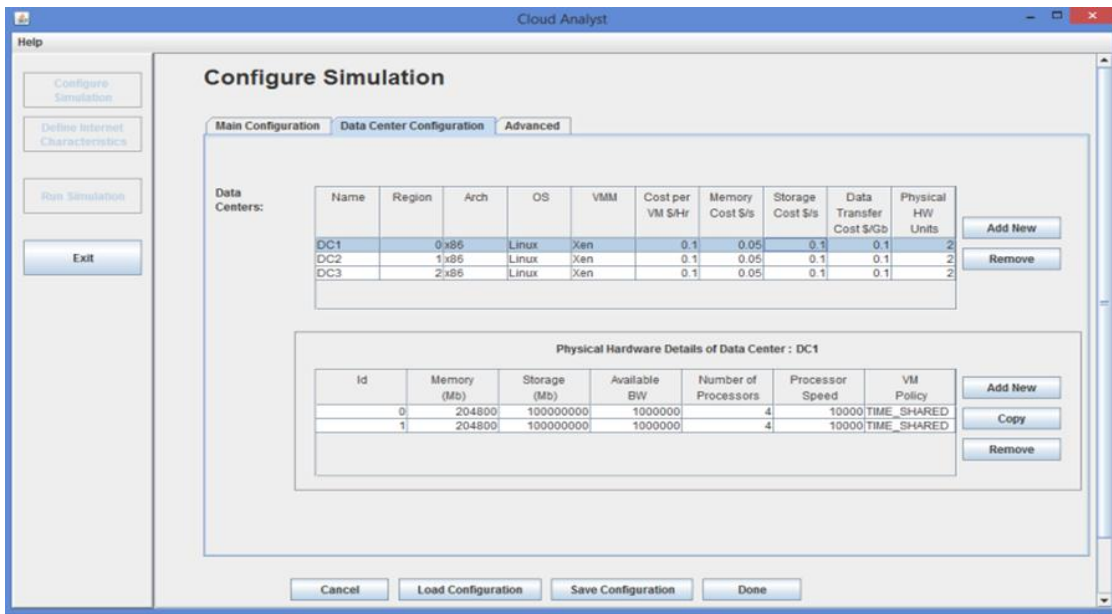 Cloud Analyst
Help
Configure
Simulation
Define Internet
Characteristics
Run Simulation
Exit
Configure Simulation
Main Configuration Data Center Configuration Advanced
Data
Centers:
Name Region Arch OS VMM Cost per VM $/Hr Memory Cost $/s Storage Cost $/s Data Transfer Cost $/Gb Physical HW Units
DC1 0 x86 Linux Xen 0.1 0.05 0.1 0.1 2
DC2 1 x86 Linux Xen 0.1 0.05 0.1 0.1 2
DC3 2 x86 Linux Xen 0.1 0.05 0.1 0.1 2
Add New
Remove
Physical Hardware Details of Data Center : DC1
Id Memory (Mb) Storage (Mb) Available BW Number of Processors Processor Speed VM Policy
0 204800 100000000 1000000 4 10000 TIME_SHARED
1 204800 100000000 1000000 4 10000 TIME_SHARED
Add New
Copy
Remove
Cancel Load Configuration Save Configuration Done